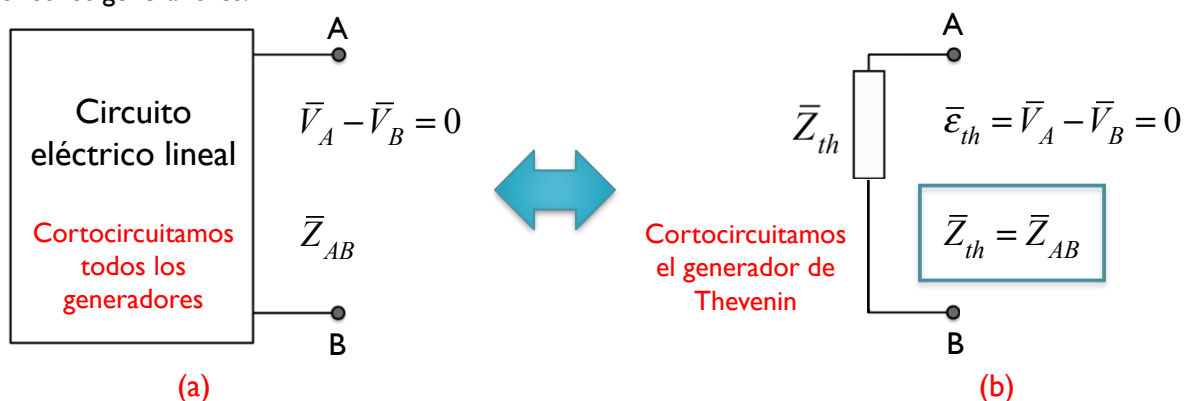 A
Circuito
eléctrico lineal
V̅_A − V̅_B = 0
Cortocircuitamos
todos los
generadores
Z̅_AB
B
(a)
A
Z̅_th
ε̅_th = V̅_A − V̅_B = 0
Cortocircuitamos
el generador de
Thevenin
Z̅_th = Z̅_AB
B
(b)